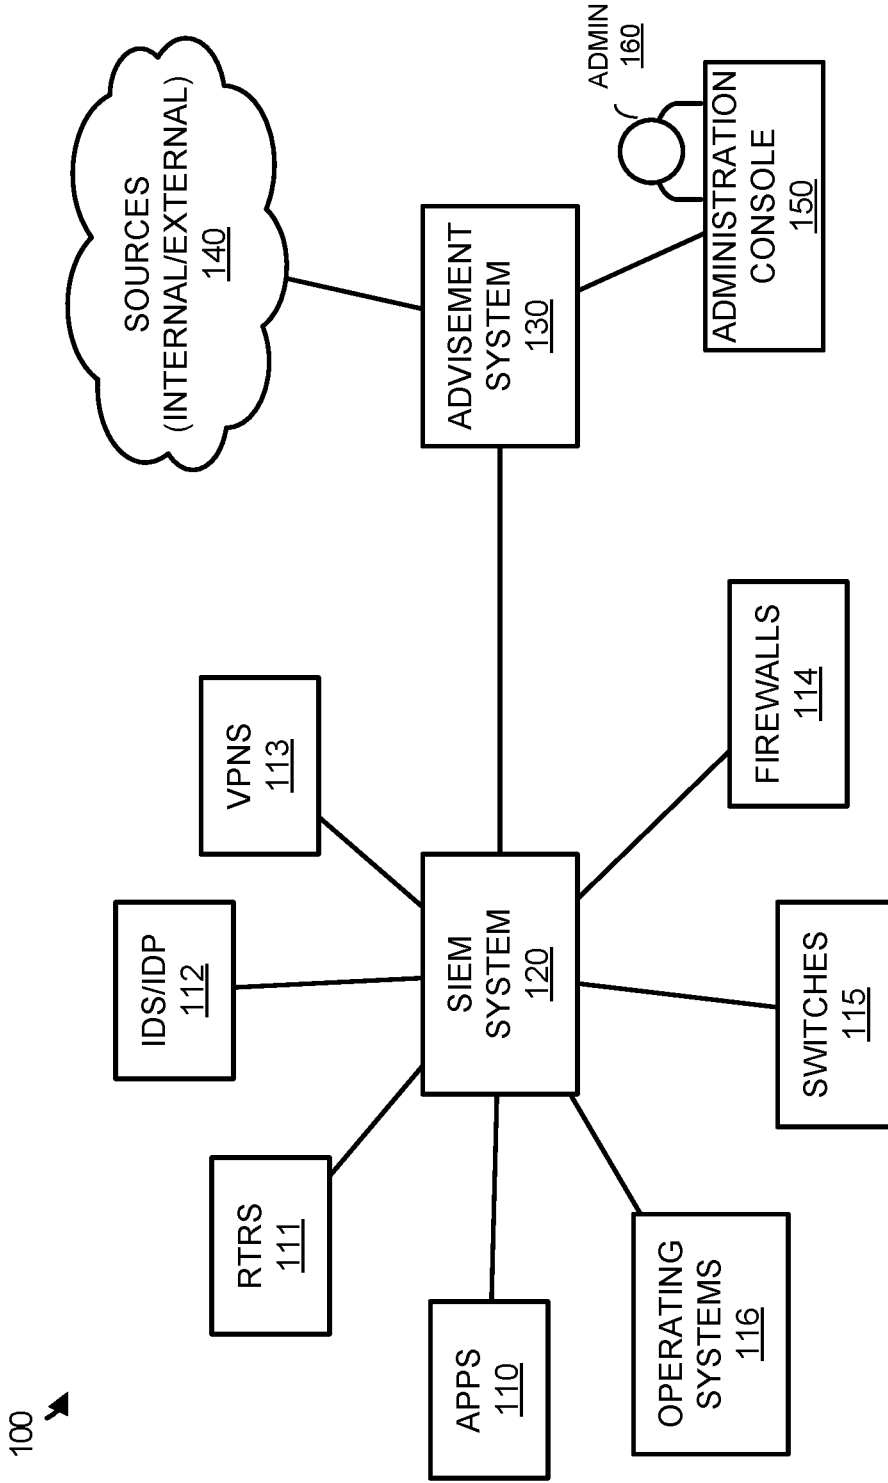 100
APPS
110
RTRS
111
IDS/IDP
112
VPNS
113
SIEM
SYSTEM
120
OPERATING
SYSTEMS
116
SWITCHES
115
FIREWALLS
114
ADVISEMENT
SYSTEM
130
SOURCES
(INTERNAL/EXTERNAL)
140
ADMIN
160
ADMINISTRATION
CONSOLE
150